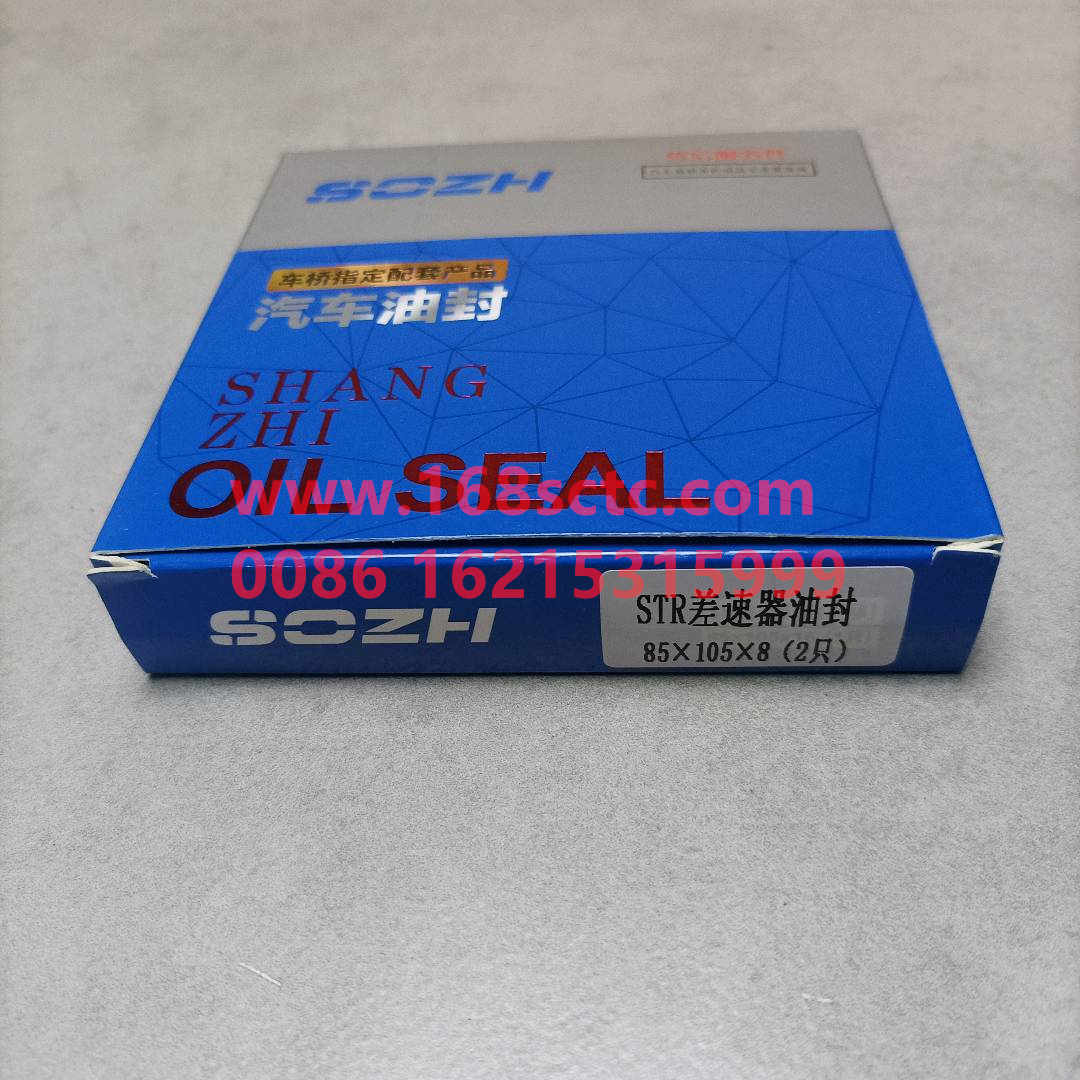 SOZH
车桥指定配套产品
汽车油封
SHANG
ZHI
OIL SEAL
www.168sctc.com
0086 16215315999
SOZH
STR差速器油封
85×105×8(2只)